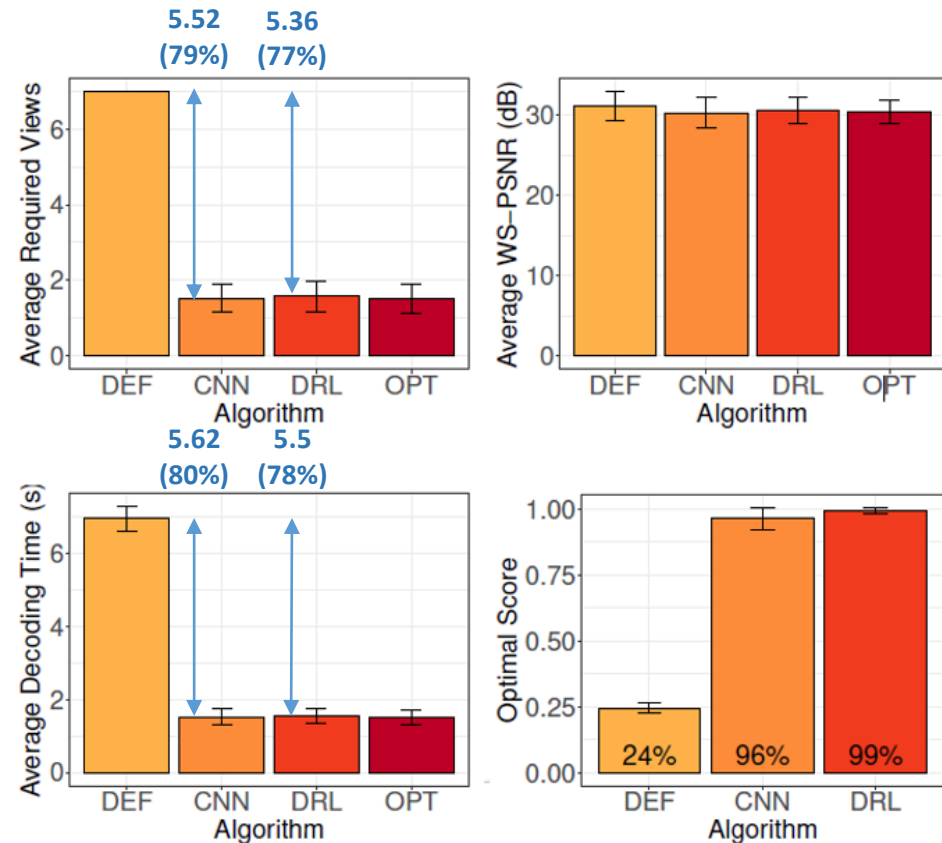 5.52 5.36
(79%) (77%)
Average Required Views
6
4
2
0
DEF CNN DRL OPT
Algorithm
Average WS-PSNR (dB)
30
20
10
0
DEF CNN DRL OPT
Algorithm
5.62 5.5
(80%) (78%)
Average Decoding Time (s)
6
4
2
0
DEF CNN DRL OPT
Algorithm
Optimal Score
1.00
0.75
0.50
0.25
0.00
24% 96% 99%
DEF CNN DRL
Algorithm